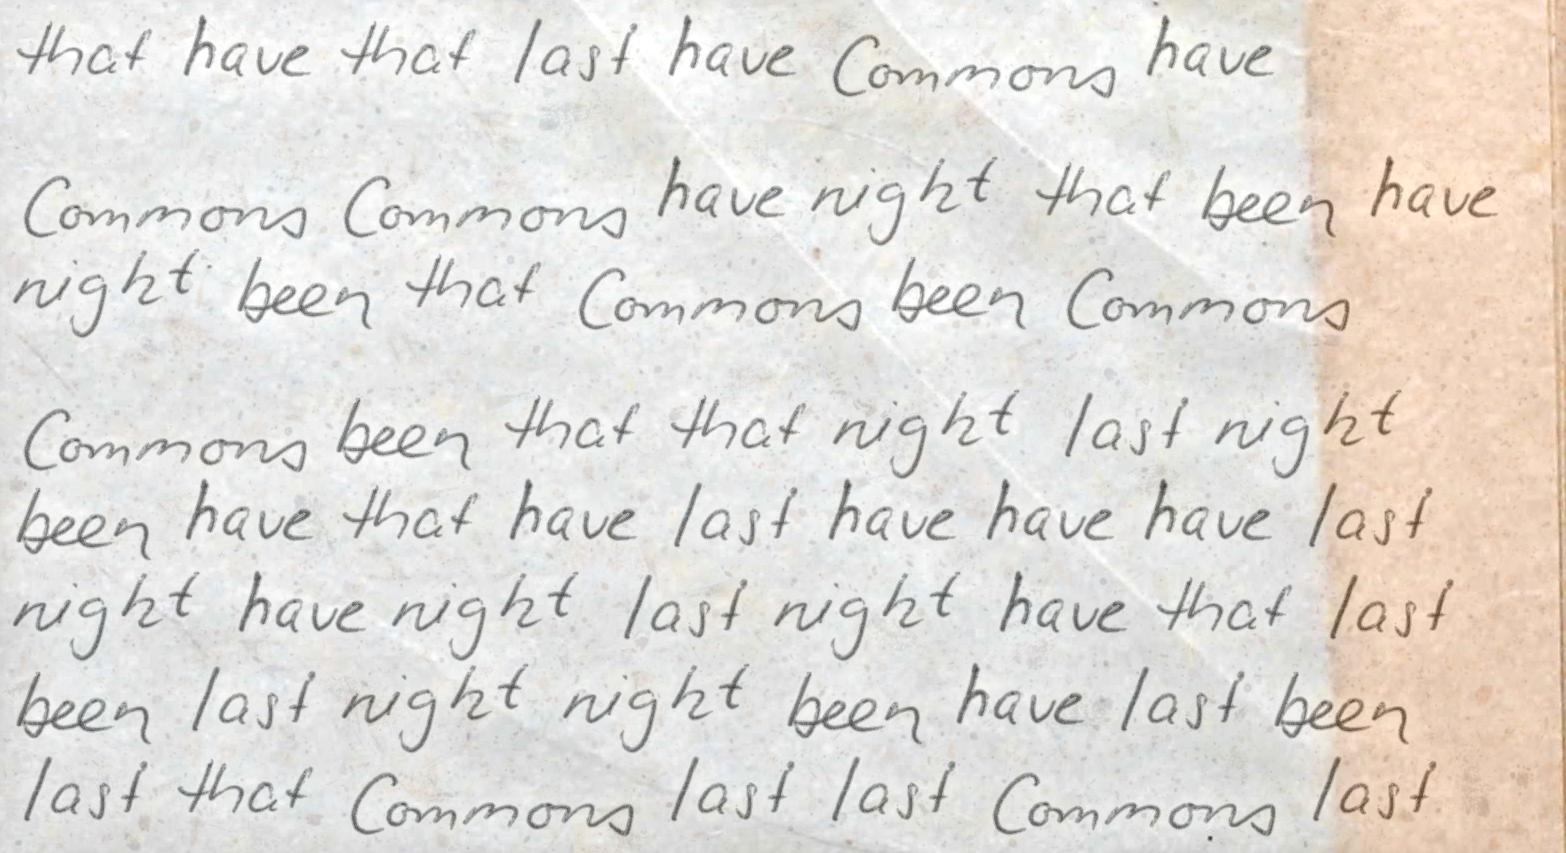 that have that last have Commons have
Commons Commons have night that been have
night been that Commons been Commons
Commons been that that night last night
been have that have last have have have last
night have night last night have that last
been last night night been have last been
last that Commons last last Commons last